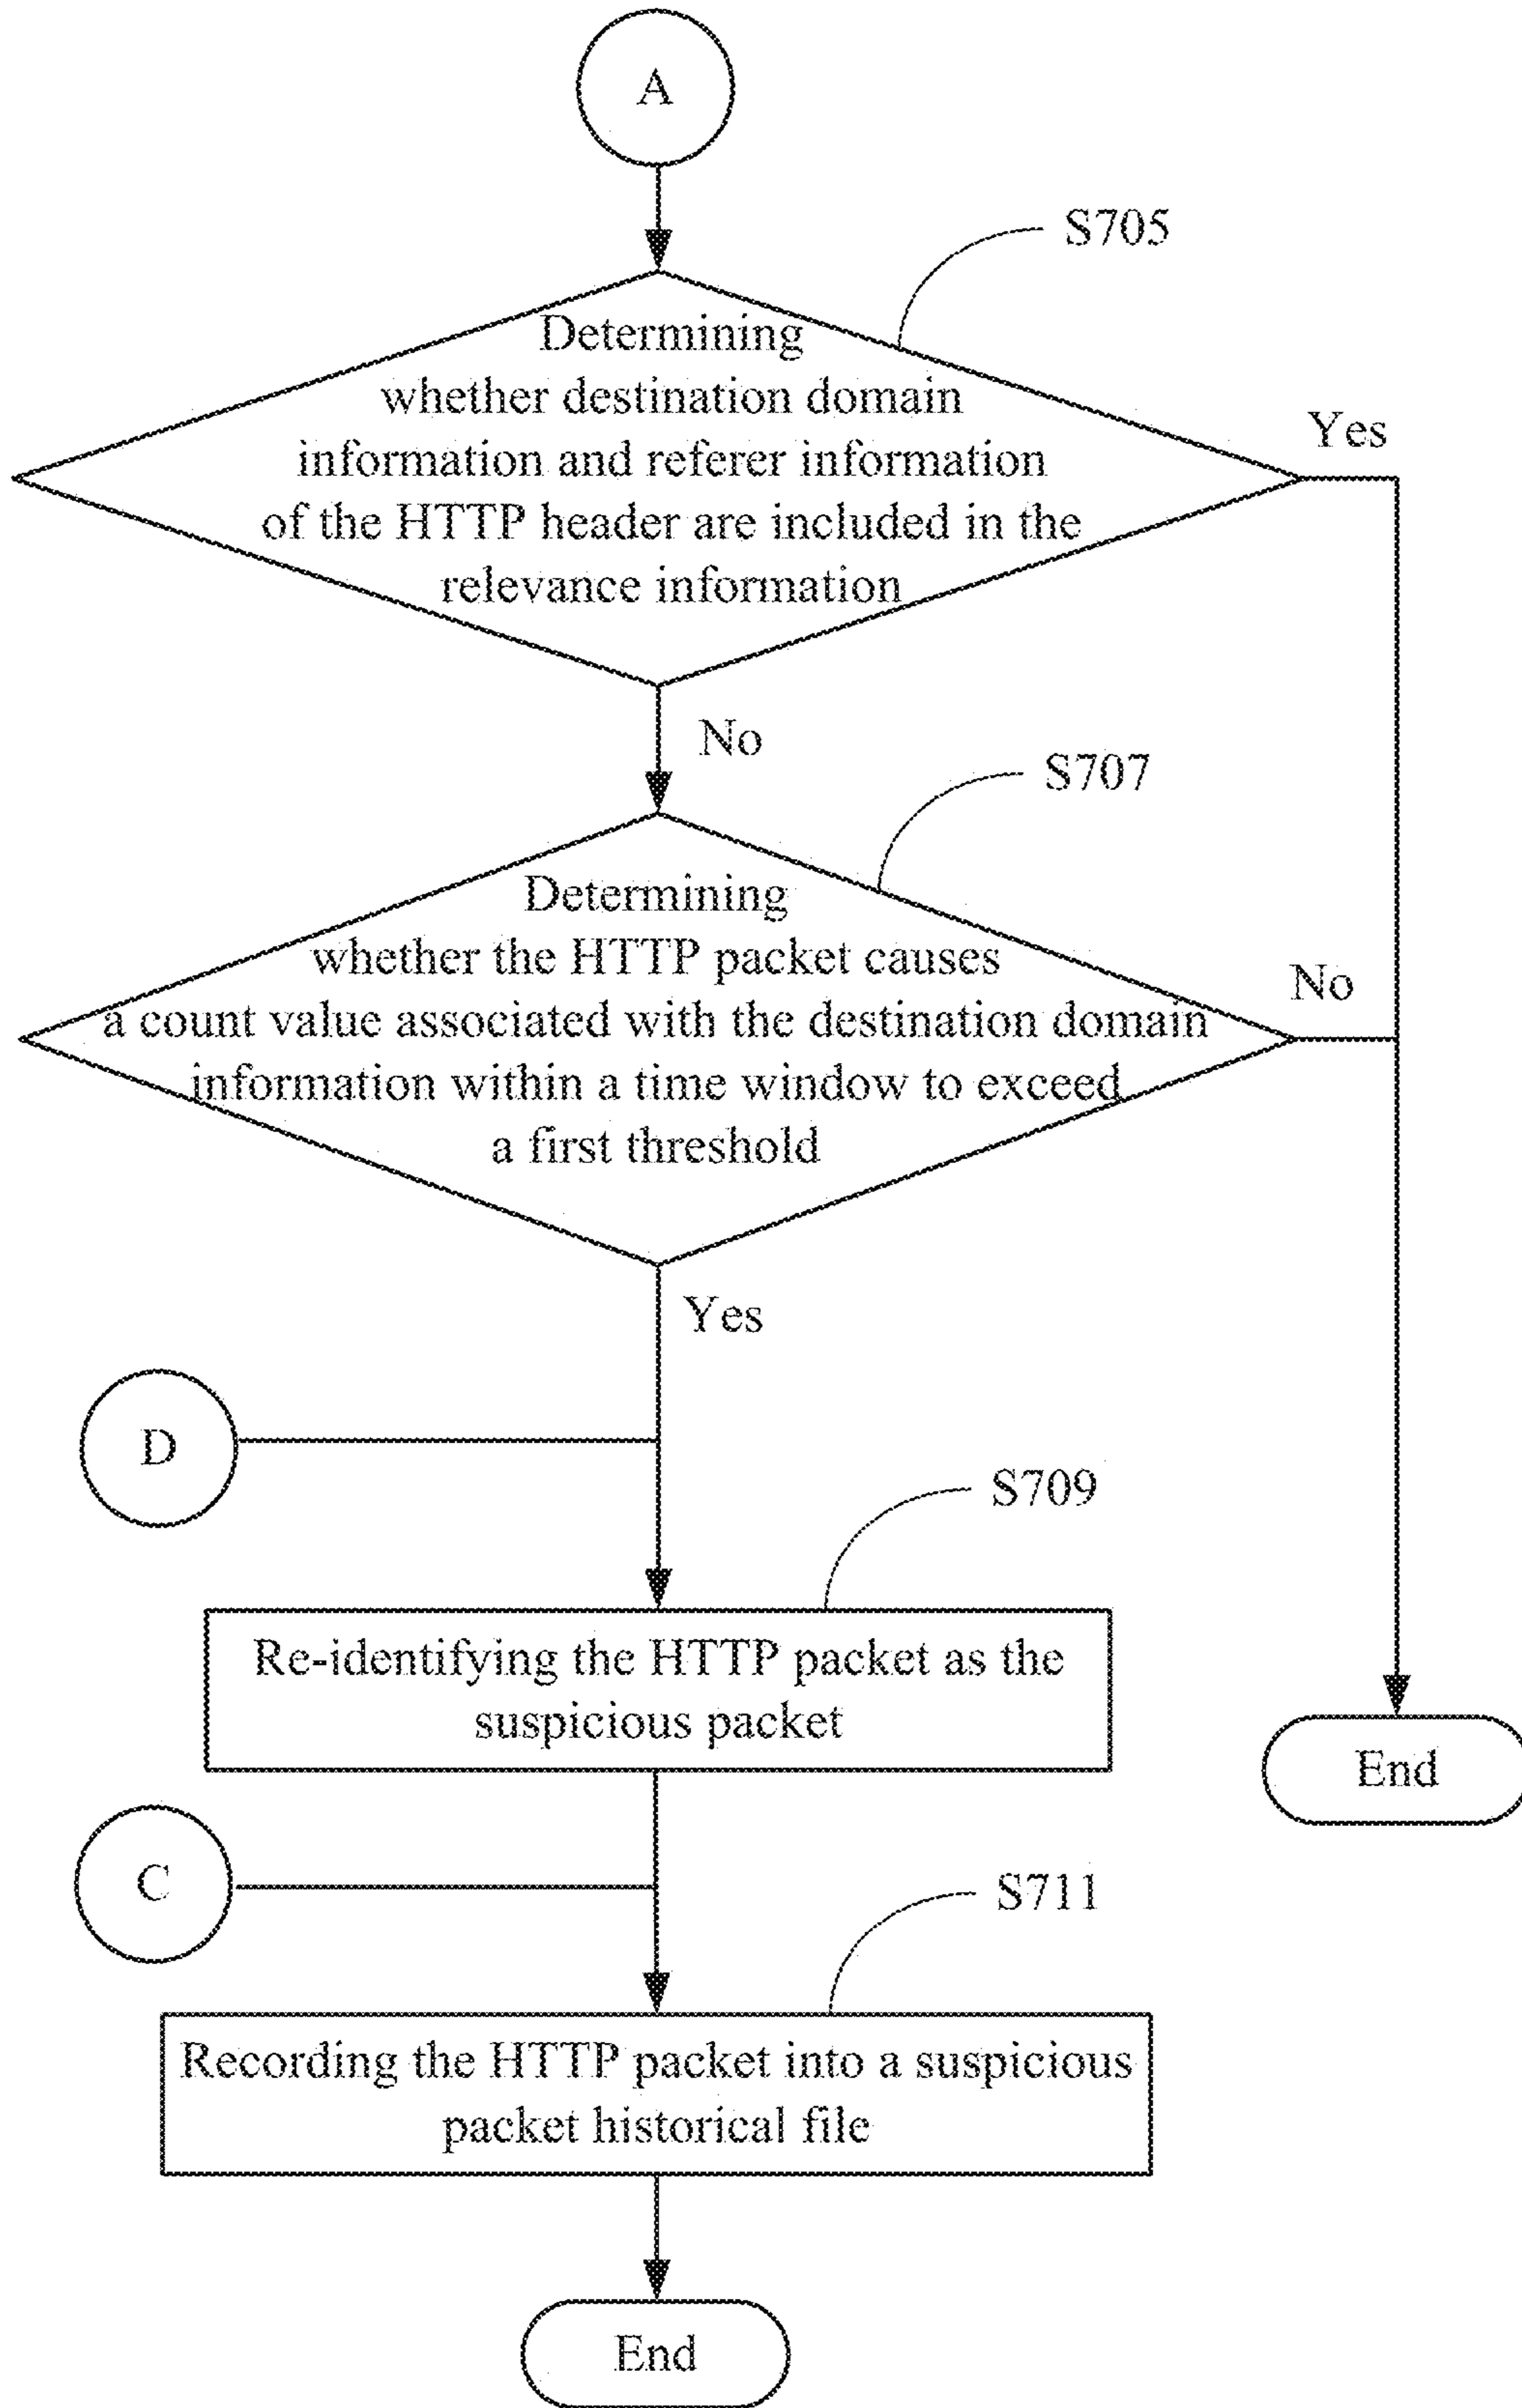 A
S705
Determining
whether destination domain
information and referer information
of the HTTP header are included in the
relevance information
Yes
No
S707
Determining
whether the HTTP packet causes
a count value associated with the destination domain
information within a time window to exceed
a first threshold
No
Yes
D
S709
Re-identifying the HTTP packet as the
suspicious packet
End
C
S711
Recording the HTTP packet into a suspicious
packet historical file
End